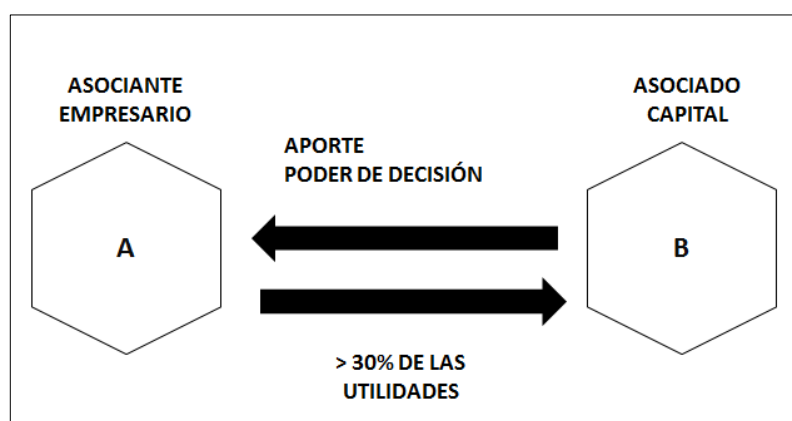 ASOCIANTE
EMPRESARIO
ASOCIADO
CAPITAL
APORTE
PODER DE DECISIÓN
A
B
> 30% DE LAS
UTILIDADES